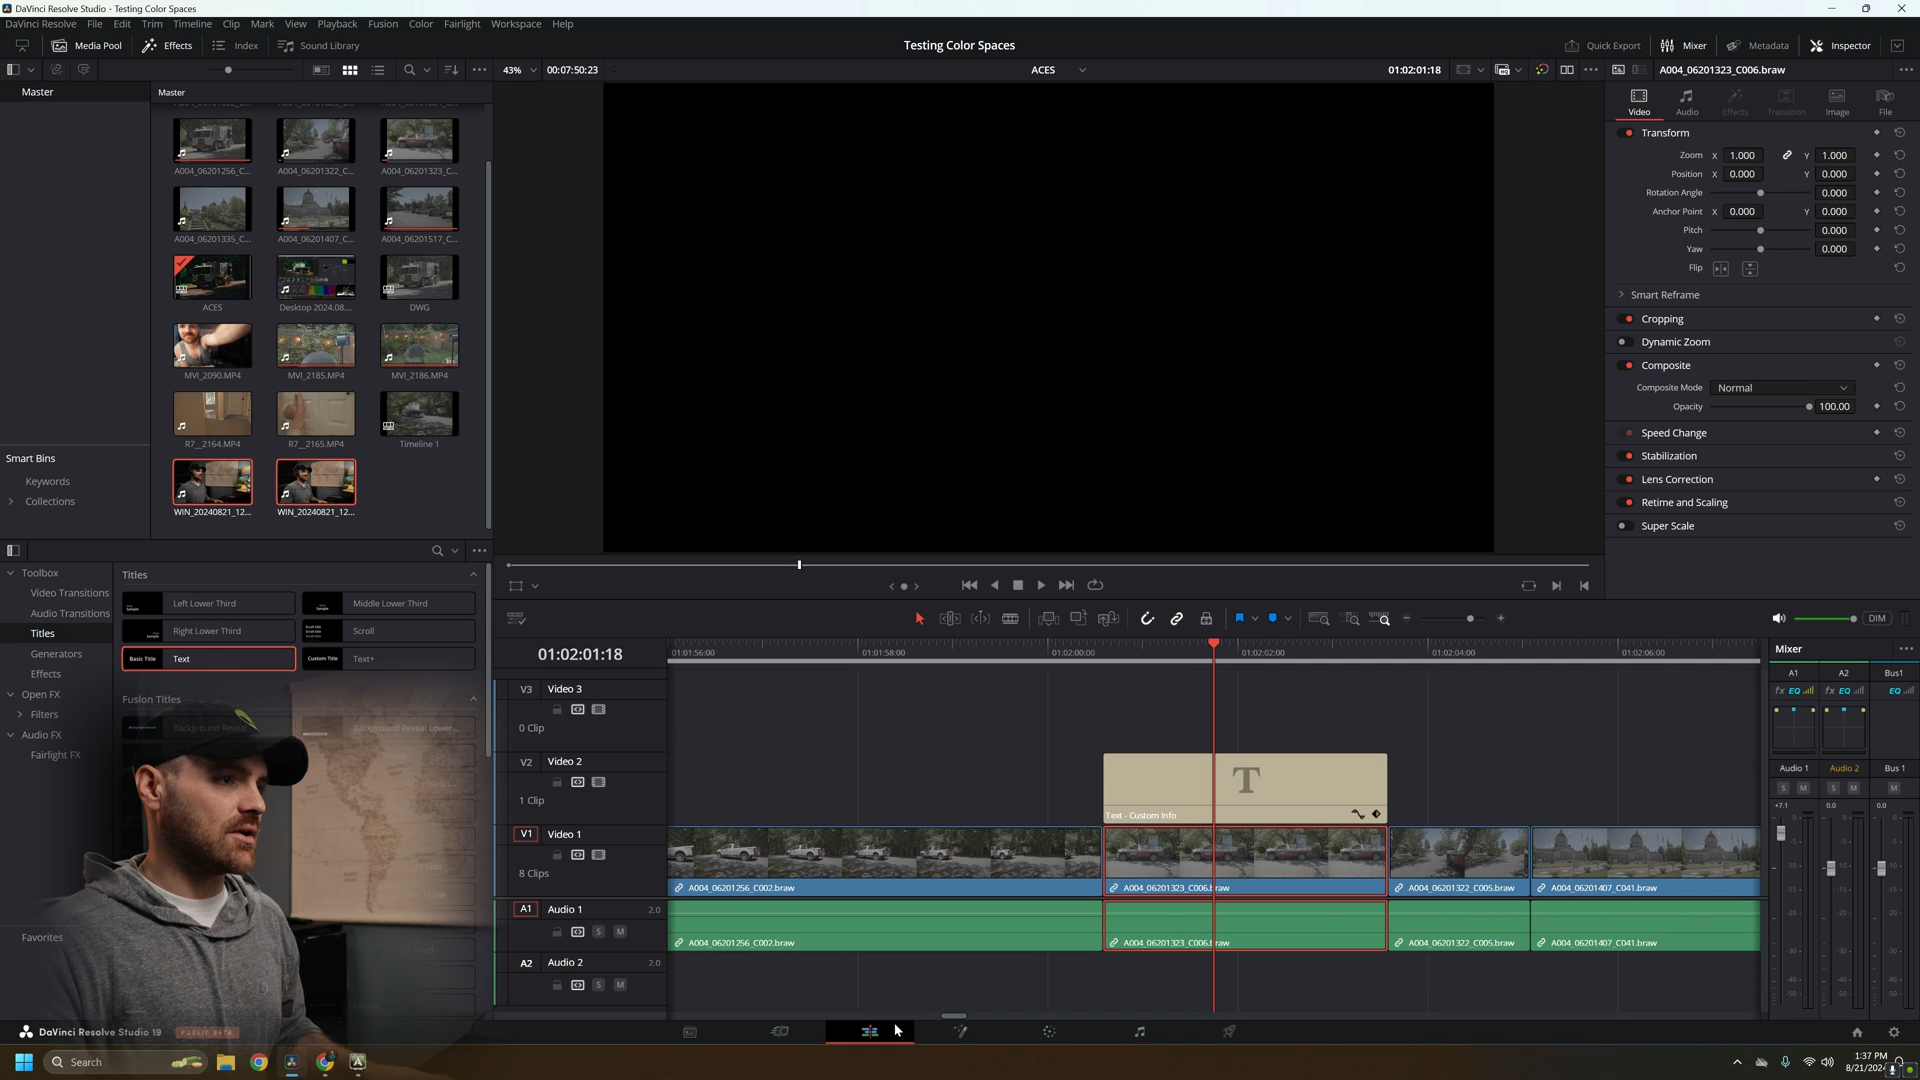 DaVinci Resolve Studio - Testing Color Spaces
DaVinci Resolve File Edit Trim Timeline Clip Mark View Playback Fusion Color Fairlight Workspace Help
Media Pool Effects Index Sound Library
Testing Color Spaces
Quick Export Mixer Metadata Inspector
43% 00:07:50:23
ACES
01:02:01:18
A004_06201323_C006.braw
Master
Master
A004_06201256_C...
A004_06201322_C...
A004_06201323_C...
A004_06201335_C...
A004_06201407_C...
A004_06201517_C...
ACES
Desktop 2024.08....
DWG
MVI_2090.MP4
MVI_2185.MP4
MVI_2186.MP4
R7__2164.MP4
R7__2165.MP4
Timeline 1
WIN_20240821_12...
WIN_20240821_12...
Smart Bins
Keywords
Collections
Video
Audio
Effects
Transition
Image
File
Transform
Zoom X 1.000 Y 1.000
Position X 0.000 Y 0.000
Rotation Angle 0.000
Anchor Point X 0.000 Y 0.000
Pitch 0.000
Yaw 0.000
Flip
Smart Reframe
Cropping
Dynamic Zoom
Composite
Composite Mode Normal
Opacity 100.00
Speed Change
Stabilization
Lens Correction
Retime and Scaling
Super Scale
Toolbox
Video Transitions
Audio Transitions
Titles
Generators
Effects
Open FX
Filters
Audio FX
Fairlight FX
Favorites
Titles
Left Lower Third
Middle Lower Third
Right Lower Third
Scroll
Basic Title Text
Custom Title Text+
Fusion Titles
Background Reveal
Background Reveal Lower...
DIM
01:02:01:18
01:01:56:00
01:01:58:00
01:02:00:00
01:02:02:00
01:02:04:00
01:02:06:00
V3 Video 3
0 Clip
V2 Video 2
1 Clip
T
Text - Custom Info
V1 Video 1
8 Clips
A004_06201256_C002.braw
A004_06201323_C006.braw
A004_06201322_C005.braw
A004_06201407_C041.braw
A1 Audio 1 2.0
S M
A004_06201256_C002.braw
A004_06201323_C006.braw
A004_06201322_C005.braw
A004_06201407_C041.braw
A2 Audio 2 2.0
S M
Mixer
A1 A2 Bus1
fx EQ fx EQ EQ
Audio 1 Audio 2 Bus 1
S M S M M
+7.1 0.0 0.0
DaVinci Resolve Studio 19
PUBLIC BETA
Search
1:37 PM